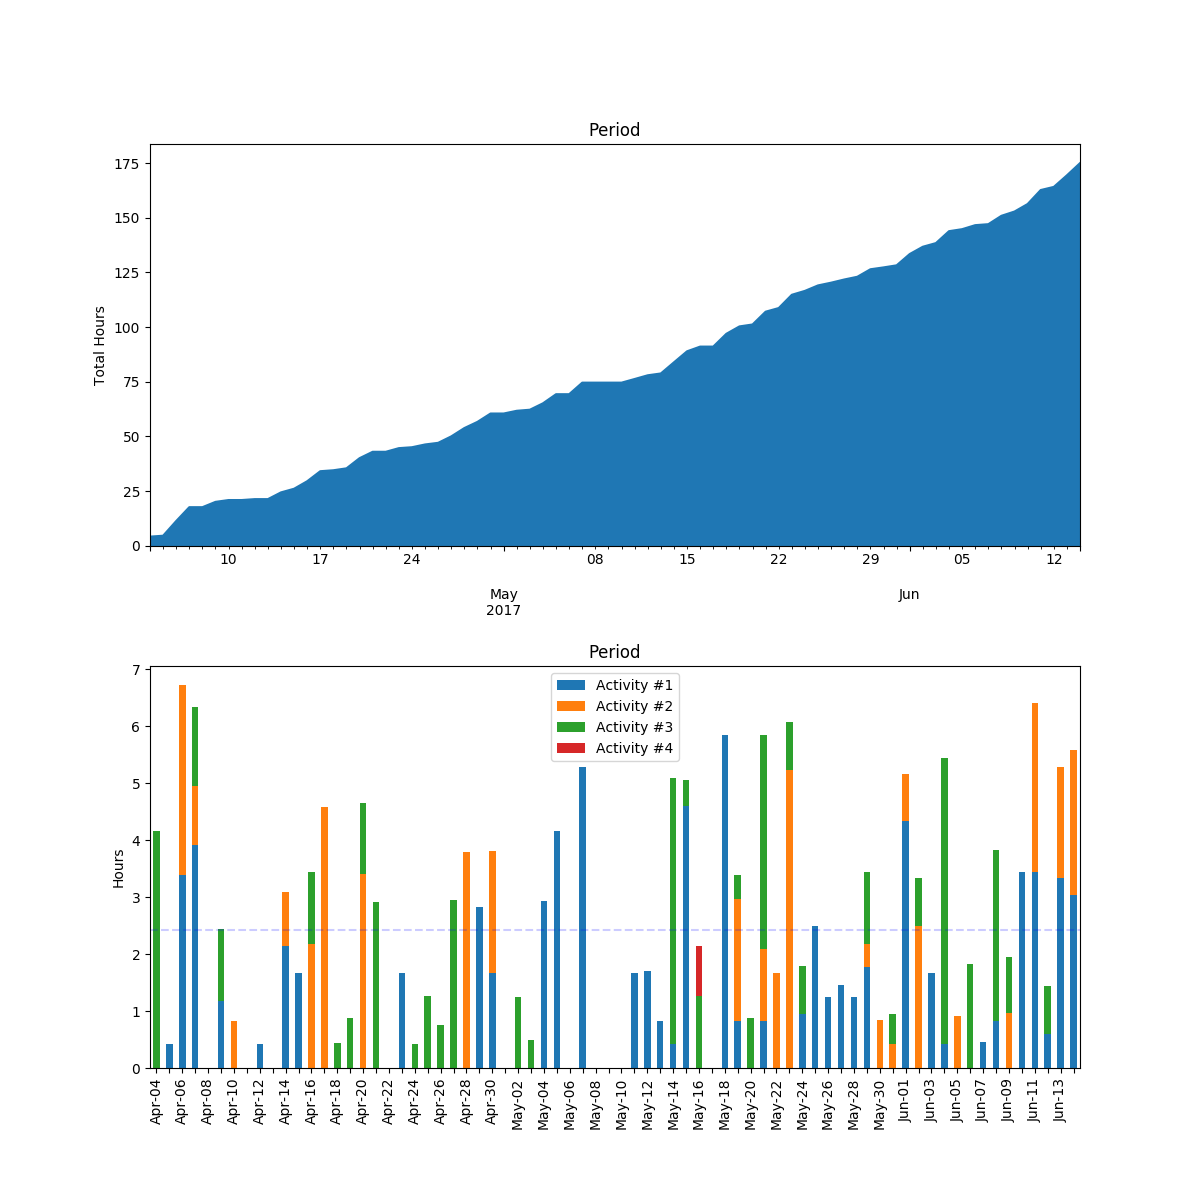 Period
Total Hours
175
150
125
100
75
50
25
0
10 17 24 08 15 22 29 05 12
May Jun
2017
Period
Hours
7
6
5
4
3
2
1
0
Activity #1
Activity #2
Activity #3
Activity #4
Apr-04 Apr-06 Apr-08 Apr-10 Apr-12 Apr-14 Apr-16 Apr-18 Apr-20 Apr-22 Apr-24 Apr-26 Apr-28 Apr-30 May-02 May-04 May-06 May-08 May-10 May-12 May-14 May-16 May-18 May-20 May-22 May-24 May-26 May-28 May-30 Jun-01 Jun-03 Jun-05 Jun-07 Jun-09 Jun-11 Jun-13